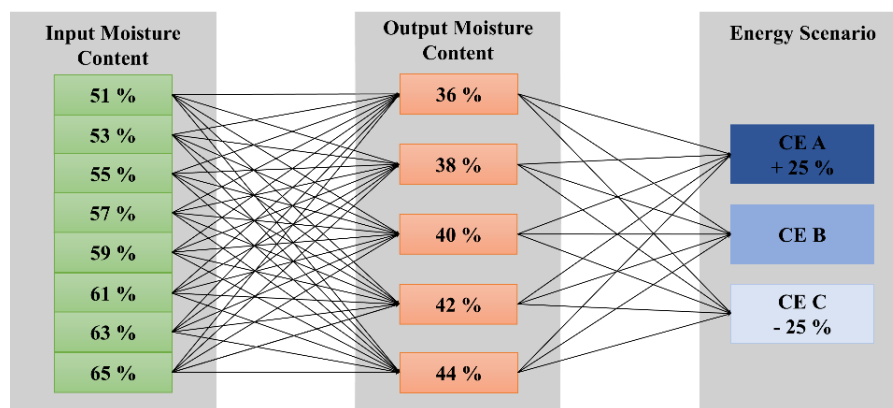 Input Moisture
Content
51 %
53 %
55 %
57 %
59 %
61 %
63 %
65 %
Output Moisture
Content
36 %
38 %
40 %
42 %
44 %
Energy Scenario
CE A
+ 25 %
CE B
CE C
- 25 %